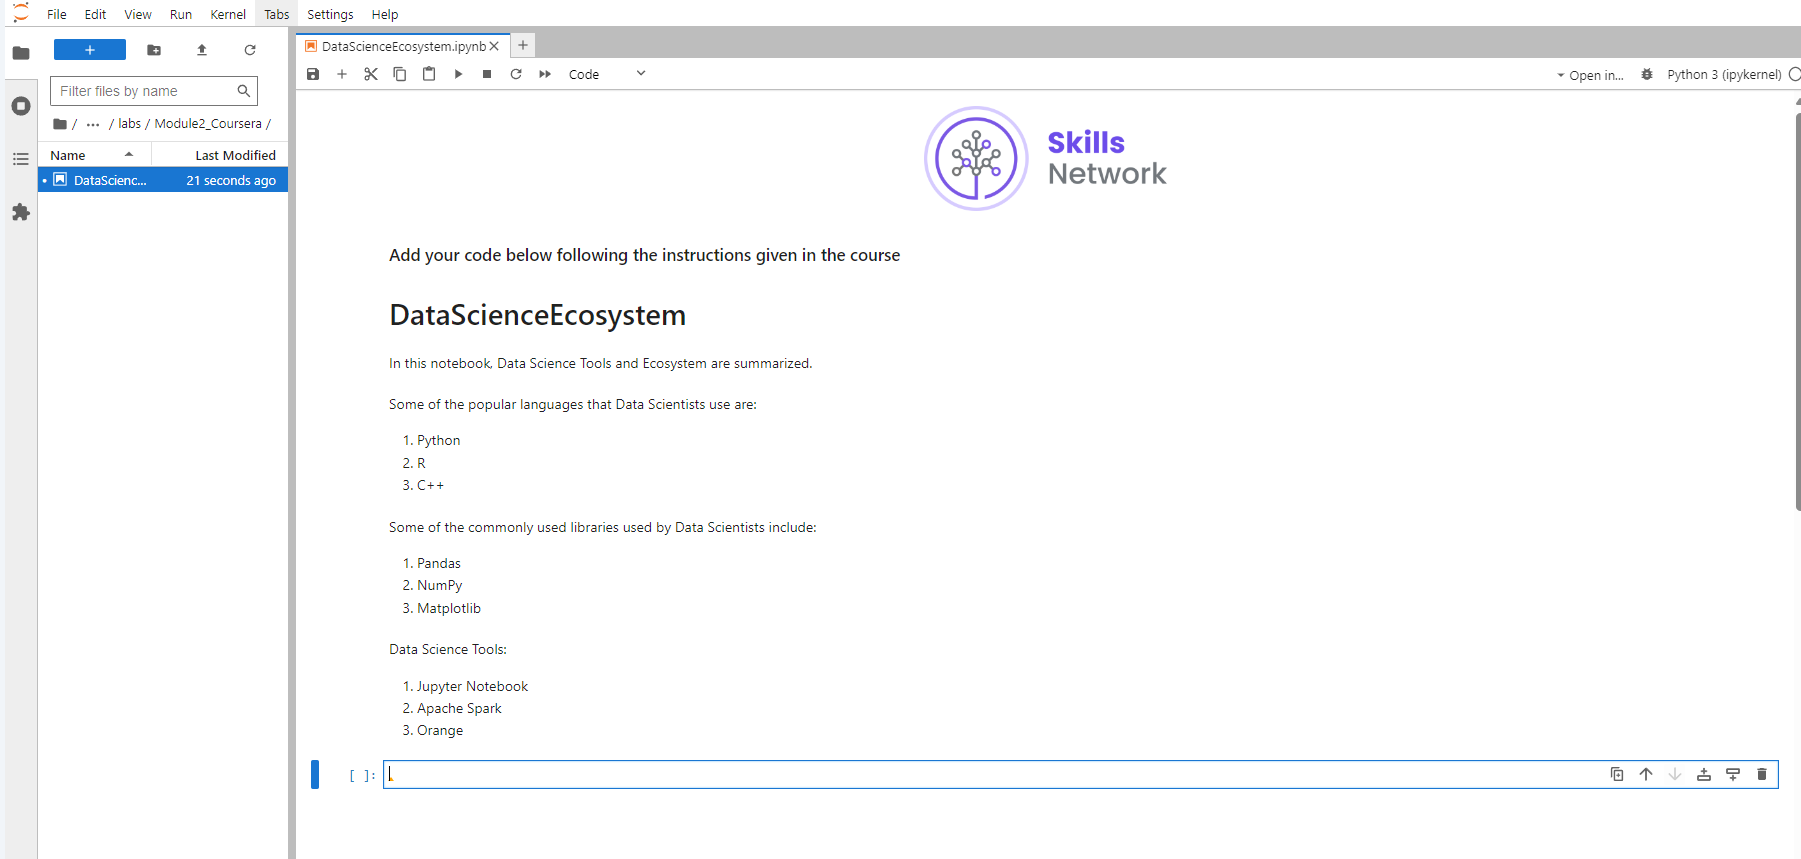 File Edit View Run Kernel Tabs Settings Help
+
Filter files by name
/ ... / labs / Module2_Coursera /
Name Last Modified
DataScienc... 21 seconds ago
DataScienceEcosystem.ipynb
Code
Open in...
Python 3 (ipykernel)
Skills
Network
Add your code below following the instructions given in the course
DataScienceEcosystem
In this notebook, Data Science Tools and Ecosystem are summarized.
Some of the popular languages that Data Scientists use are:
1. Python
2. R
3. C++
Some of the commonly used libraries used by Data Scientists include:
1. Pandas
2. NumPy
3. Matplotlib
Data Science Tools:
1. Jupyter Notebook
2. Apache Spark
3. Orange
[ ]: